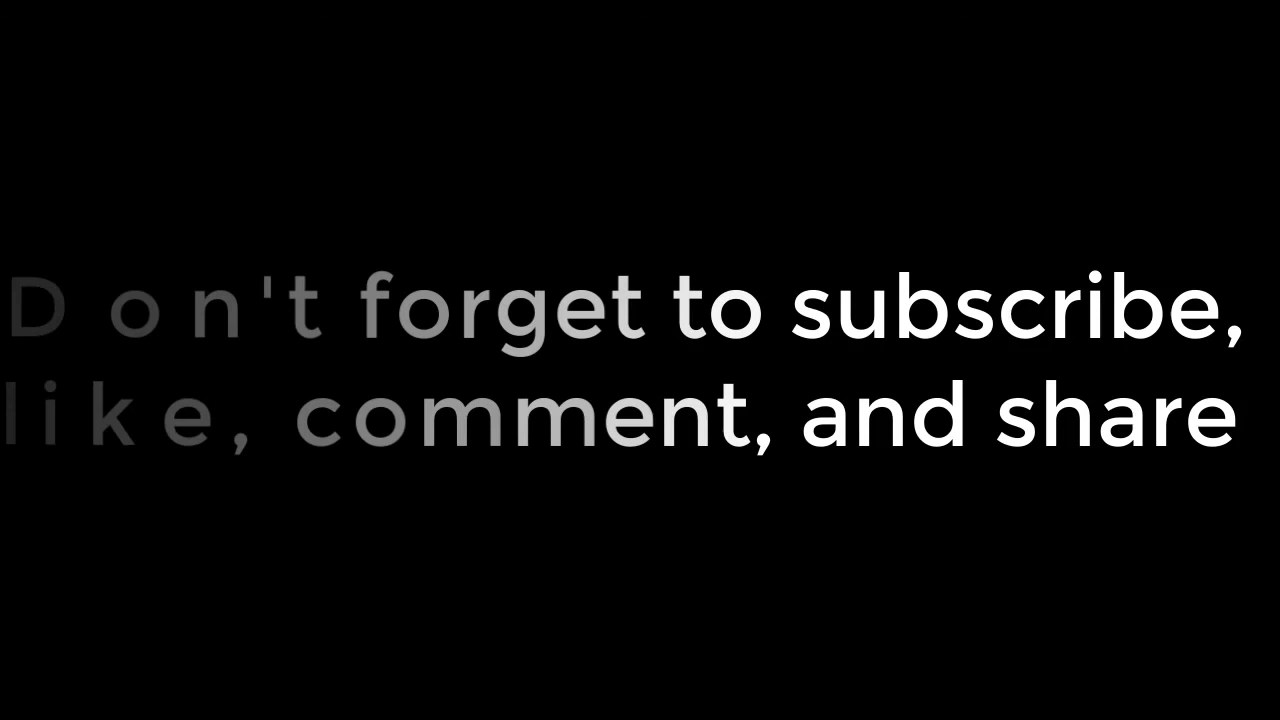 Don't forget to subscribe,
like, comment, and share